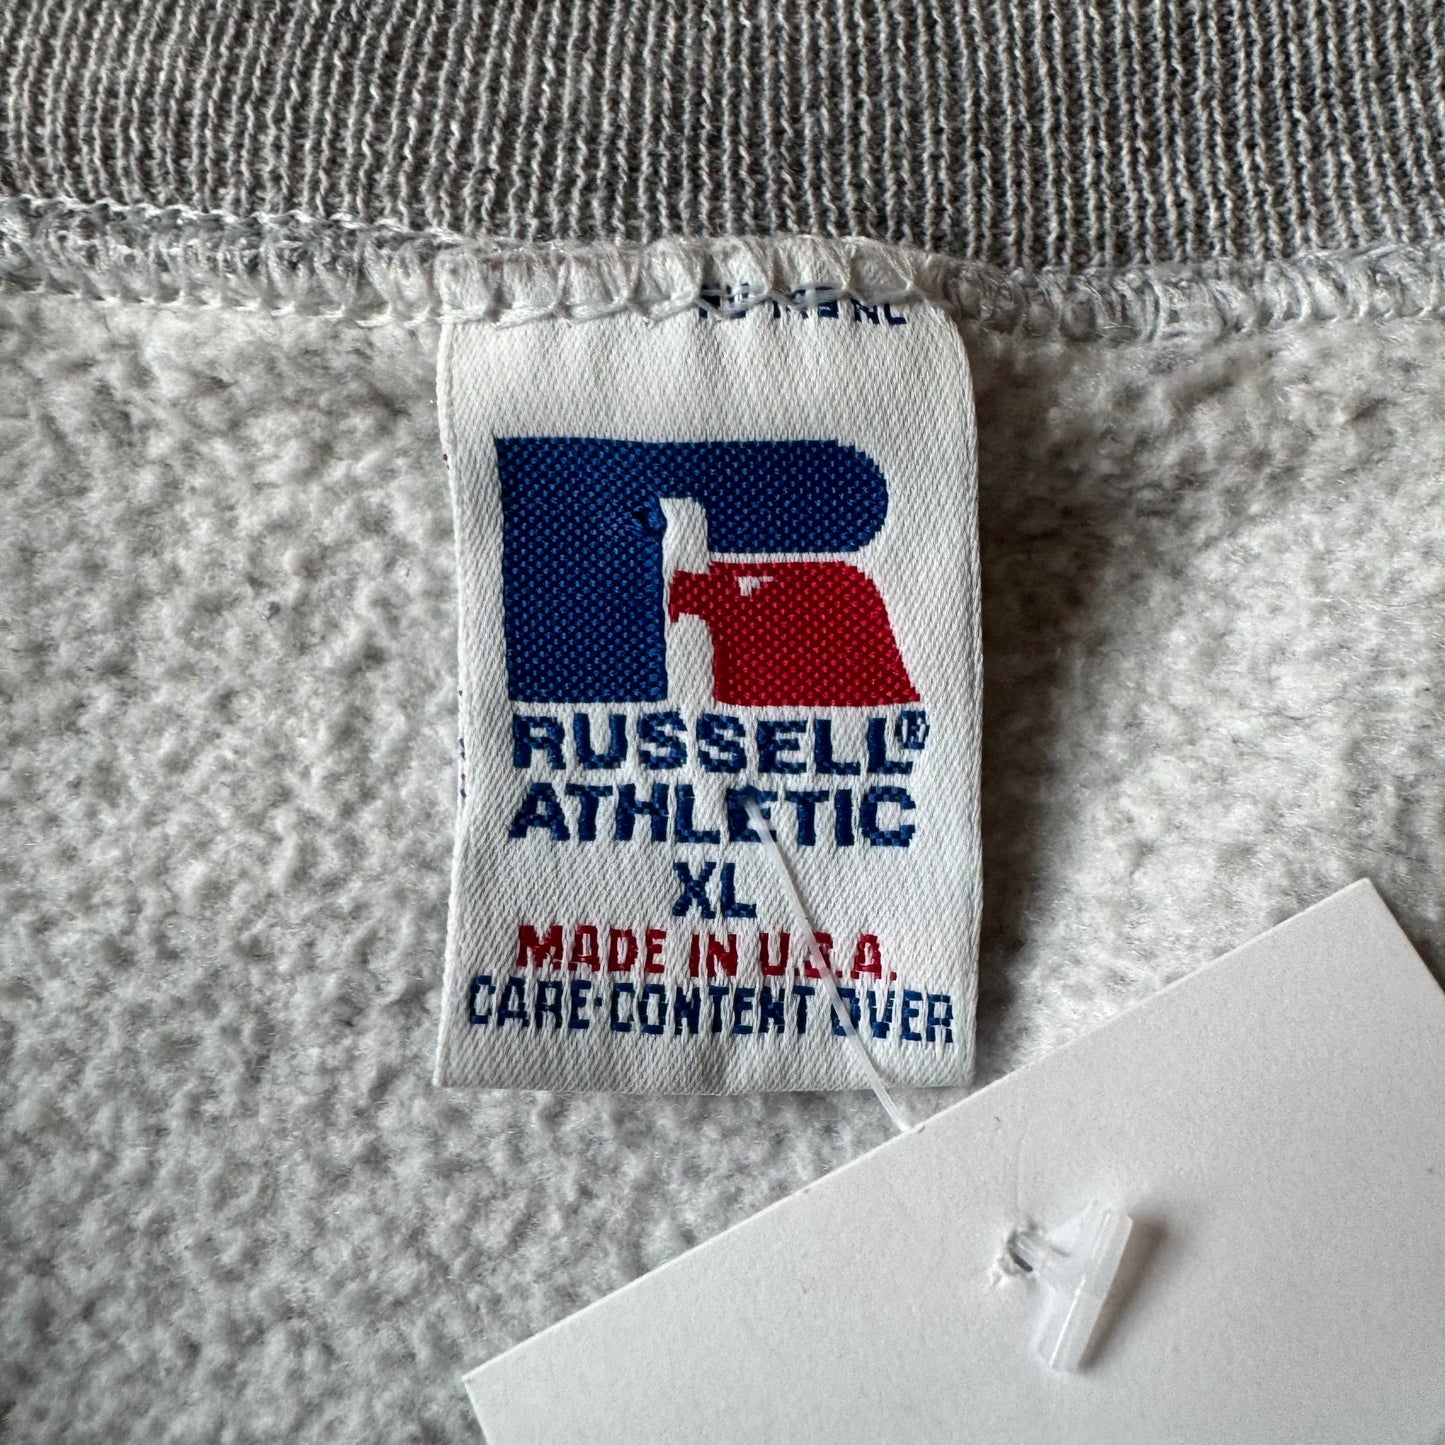 RUSSELL®
ATHLETIC
XL
MADE IN U.S.A.
CARE·CONTENT OVER